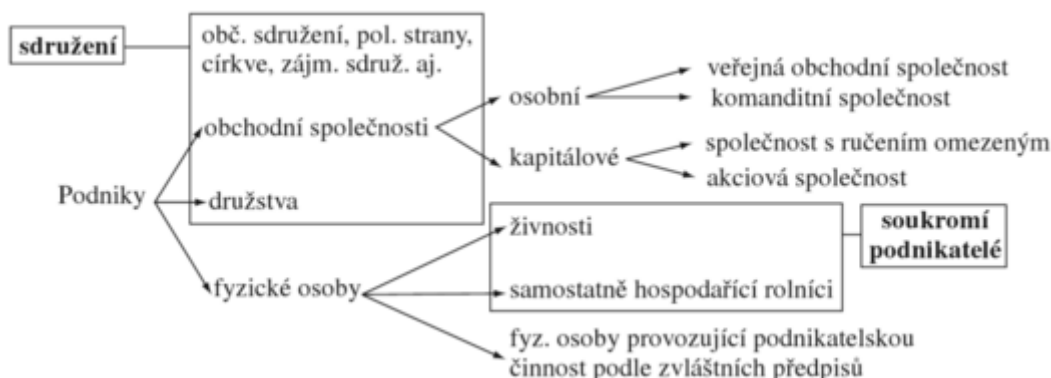 sdružení
obč. sdružení, pol. strany,
církve, zájm. sdruž. aj.
osobní
veřejná obchodní společnost
komanditní společnost
obchodní společnosti
kapitálové
společnost s ručením omezeným
akciová společnost
Podniky
družstva
živnosti
soukromí
podnikatelé
fyzické osoby
samostatně hospodařící rolníci
fyz. osoby provozující podnikatelskou
činnost podle zvláštních předpisů